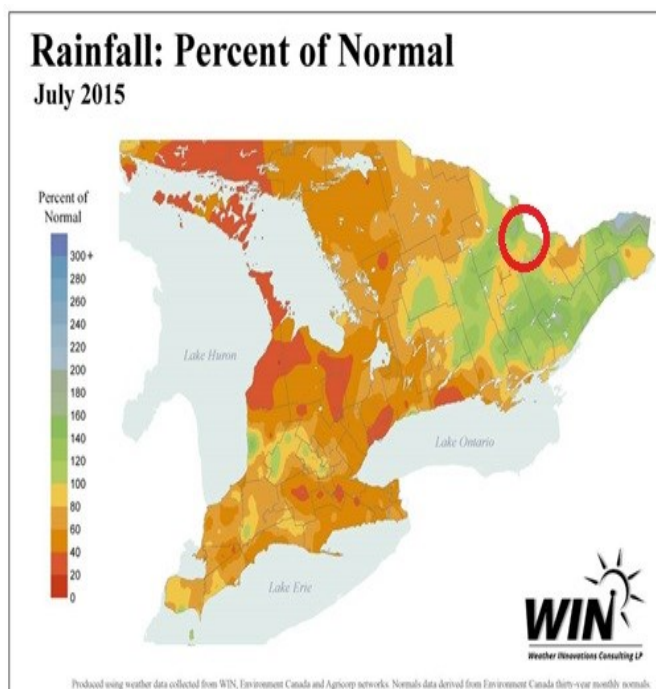 Rainfall: Percent of Normal
July 2015
Percent of
Normal
300+
280
260
240
220
200
180
160
140
120
100
80
60
40
20
0
Lake Huron
Lake Ontario
Lake Erie
WIN
Weather INnovations Consulting LP
Produced using weather data collected from WIN, Environment Canada and Agricorp networks. Normals data derived from Environment Canada thirty-year monthly normals.